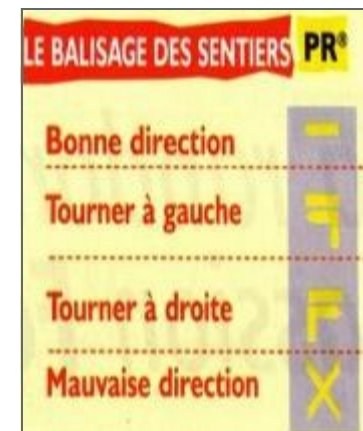 LE BALISAGE DES SENTIERS PR®
Bonne direction
Tourner à gauche
Tourner à droite
Mauvaise direction